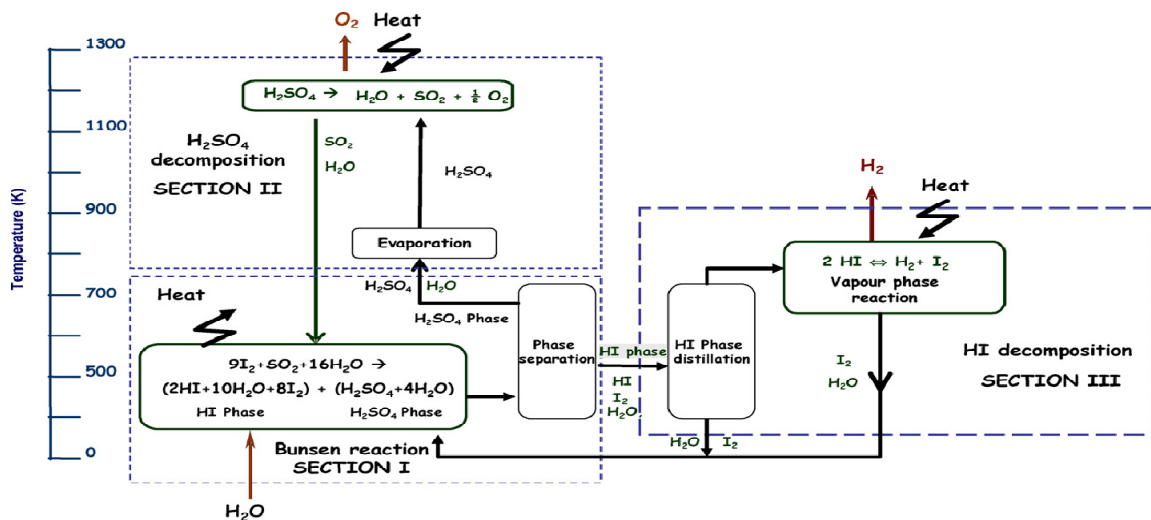 Temperature (K)
1300
1100
900
700
500
0
O₂
Heat
H₂SO₄ → H₂O + SO₂ + ½ O₂
H₂SO₄
decomposition
SECTION II
SO₂
H₂O
H₂SO₄
Evaporation
H₂SO₄
H₂O
H₂SO₄ Phase
Heat
9I₂+SO₂+16H₂O →
(2HI+10H₂O+8I₂) + (H₂SO₄+4H₂O)
HI Phase
H₂SO₄ Phase
Bunsen reaction
SECTION I
H₂O
Phase
separation
HI phase
HI
I₂
H₂O
HI Phase
distillation
H₂O
I₂
H₂
Heat
2 HI ⇔ H₂+ I₂
Vapour phase
reaction
I₂
H₂O
HI decomposition
SECTION III